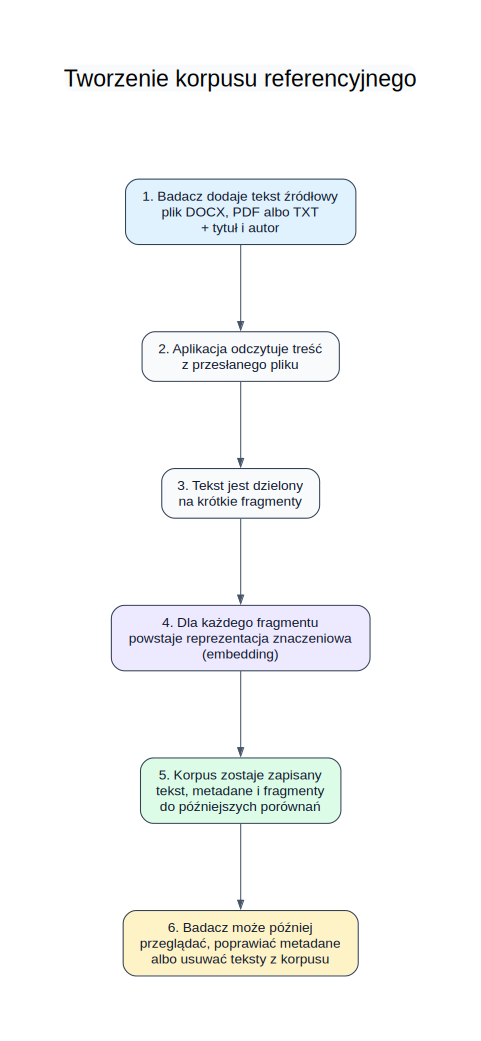 Tworzenie korpusu referencyjnego
1. Badacz dodaje tekst źródłowy
plik DOCX, PDF albo TXT
+ tytuł i autor
2. Aplikacja odczytuje treść
z przesłanego pliku
3. Tekst jest dzielony
na krótkie fragmenty
4. Dla każdego fragmentu
powstaje reprezentacja znaczeniowa
(embedding)
5. Korpus zostaje zapisany
tekst, metadane i fragmenty
do późniejszych porównań
6. Badacz może później
przeglądać, poprawiać metadane
albo usuwać teksty z korpusu